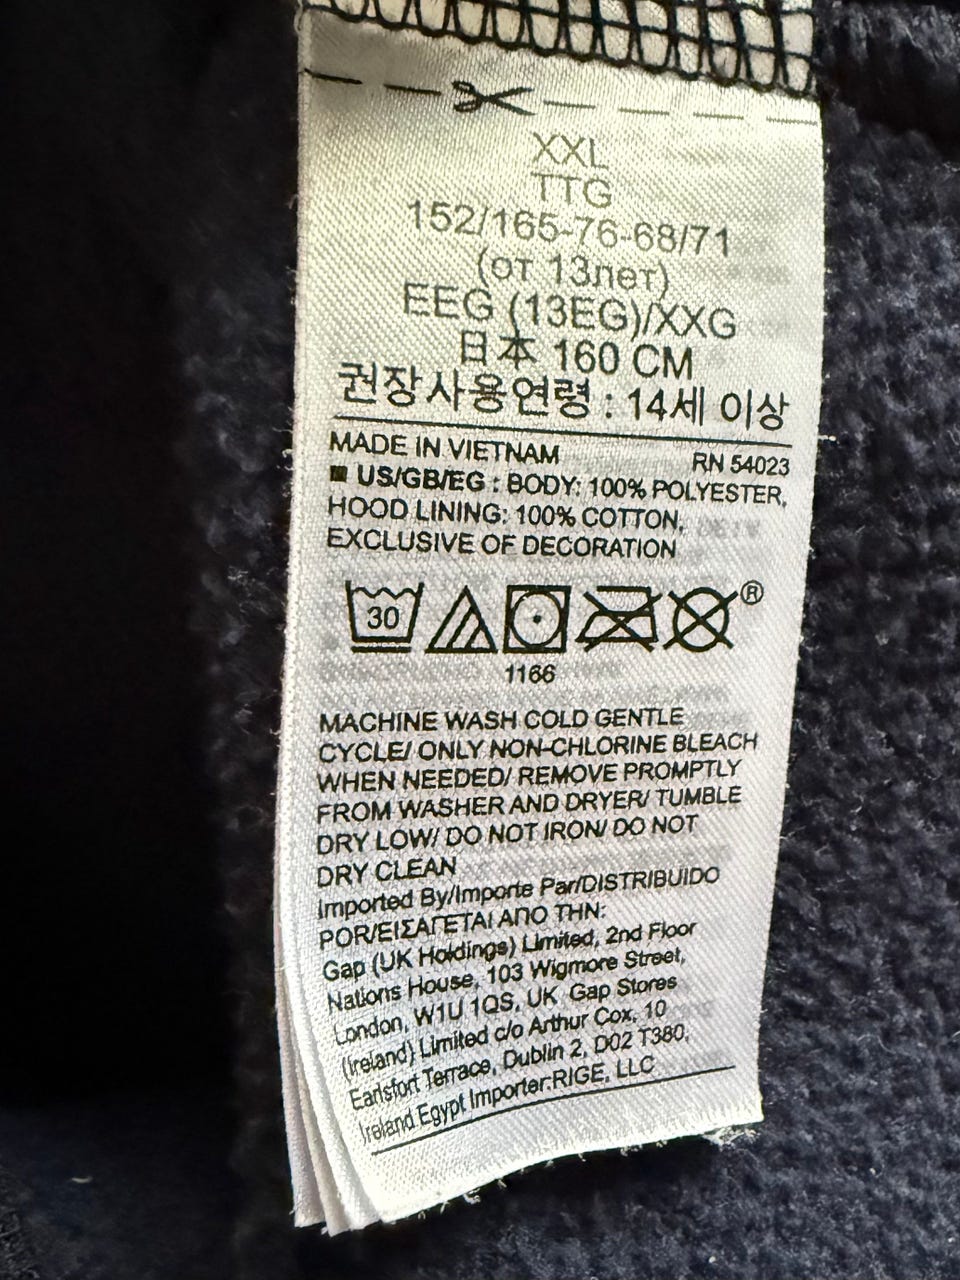 XXL
TTG
152/165-76-68/71
(от 13лет)
EEG (13EG)/XXG
日本 160 CM
권장사용연령 : 14세 이상
MADE IN VIETNAM RN 54023
■ US/GB/EG : BODY: 100% POLYESTER,
HOOD LINING: 100% COTTON,
EXCLUSIVE OF DECORATION
30 ®
1166
MACHINE WASH COLD GENTLE
CYCLE/ ONLY NON-CHLORINE BLEACH
WHEN NEEDED/ REMOVE PROMPTLY
FROM WASHER AND DRYER/ TUMBLE
DRY LOW/ DO NOT IRON/ DO NOT
DRY CLEAN
Imported By/Importe Par/DISTRIBUIDO
POR/ΕΙΣΑΓΕΤΑΙ ΑΠΟ ΤΗΝ:
Gap (UK Holdings) Limited, 2nd Floor
Nations House, 103 Wigmore Street,
London, W1U 1QS, UK Gap Stores
(Ireland) Limited c/o Arthur Cox, 10
Earlsfort Terrace, Dublin 2, D02 T380,
Ireland Egypt Importer:RIGE, LLC